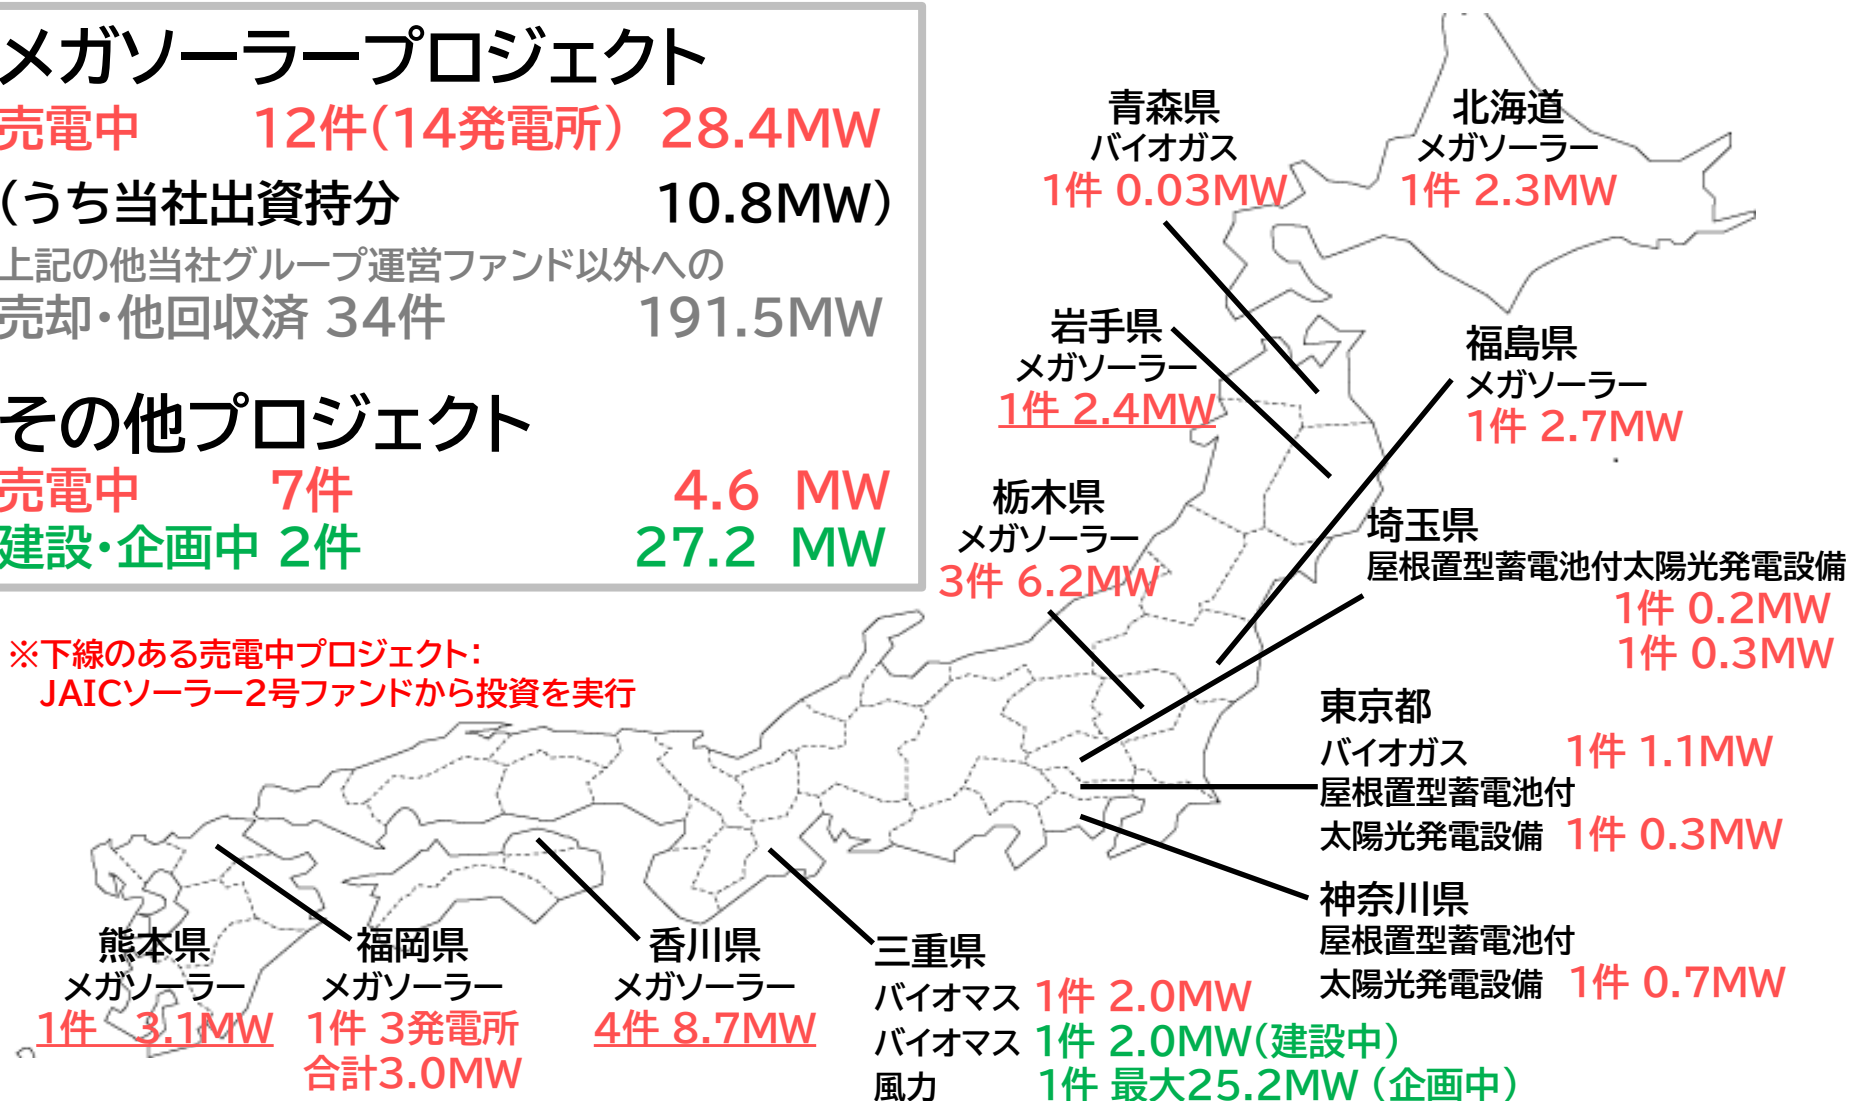 メガソーラープロジェクト
売電中 12件(14発電所) 28.4MW
(うち当社出資持分 10.8MW)
上記の他当社グループ運営ファンド以外への
売却・他回収済 34件 191.5MW
その他プロジェクト
売電中 7件 4.6 MW
建設・企画中 2件 27.2 MW
※下線のある売電中プロジェクト：
JAICソーラー2号ファンドから投資を実行
青森県
バイオガス
1件 0.03MW
北海道
メガソーラー
1件 2.3MW
岩手県
メガソーラー
1件 2.4MW
福島県
メガソーラー
1件 2.7MW
栃木県
メガソーラー
3件 6.2MW
埼玉県
屋根置型蓄電池付太陽光発電設備
1件 0.2MW
1件 0.3MW
東京都
バイオガス 1件 1.1MW
屋根置型蓄電池付
太陽光発電設備 1件 0.3MW
神奈川県
屋根置型蓄電池付
太陽光発電設備 1件 0.7MW
熊本県
メガソーラー
1件 3.1MW
福岡県
メガソーラー
1件 3発電所
合計3.0MW
香川県
メガソーラー
4件 8.7MW
三重県
バイオマス 1件 2.0MW
バイオマス 1件 2.0MW(建設中)
風力 1件 最大25.2MW (企画中)